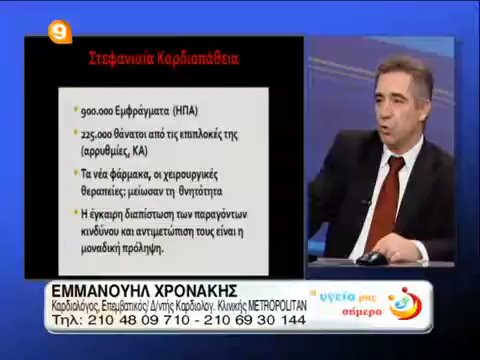 9
Στεφανιαία Καρδιοπάθεια
900.000 Εμφράγματα (ΗΠΑ)
225.000 θάνατοι από τις επιπλοκές της
(αρρυθμίες, ΚΑ)
Τα νέα φάρμακα, οι χειρουργικές
θεραπείες; μείωσαν τη θνητότητα
Η έγκαιρη διαπίστωση των παραγόντων
κινδύνου και αντιμετώπιση τους είναι η
μοναδική πρόληψη.
ΕΜΜΑΝΟΥΗΛ ΧΡΟΝΑΚΗΣ
Καρδιολόγος, Επεμβατικός/ Δ/ντής Καρδιολογ. Κλινικής METROPOLITAN
Τηλ: 210 48 09 710 - 210 69 30 144
η υγεία μας
σήμερα